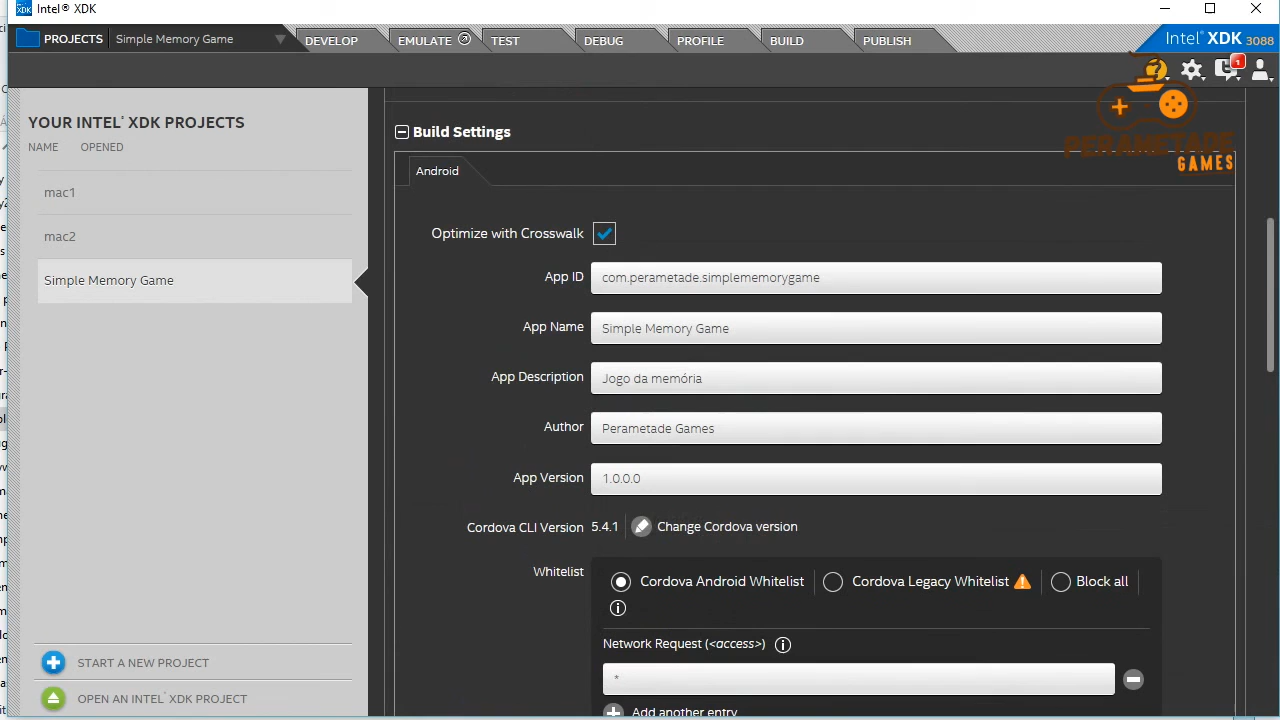 Intel® XDK
PROJECTS Simple Memory Game DEVELOP EMULATE TEST DEBUG PROFILE BUILD PUBLISH Intel® XDK 3088
1
YOUR INTEL® XDK PROJECTS
NAME OPENED
mac1
mac2
Simple Memory Game
START A NEW PROJECT
OPEN AN INTEL® XDK PROJECT
PERAMETADE
GAMES
Build Settings
Android
Optimize with Crosswalk
App ID com.perametade.simplememorygame
App Name Simple Memory Game
App Description Jogo da memória
Author Perametade Games
App Version 1.0.0.0
Cordova CLI Version 5.4.1 Change Cordova version
Whitelist Cordova Android Whitelist Cordova Legacy Whitelist Block all
Network Request (<access>)
*
Add another entry